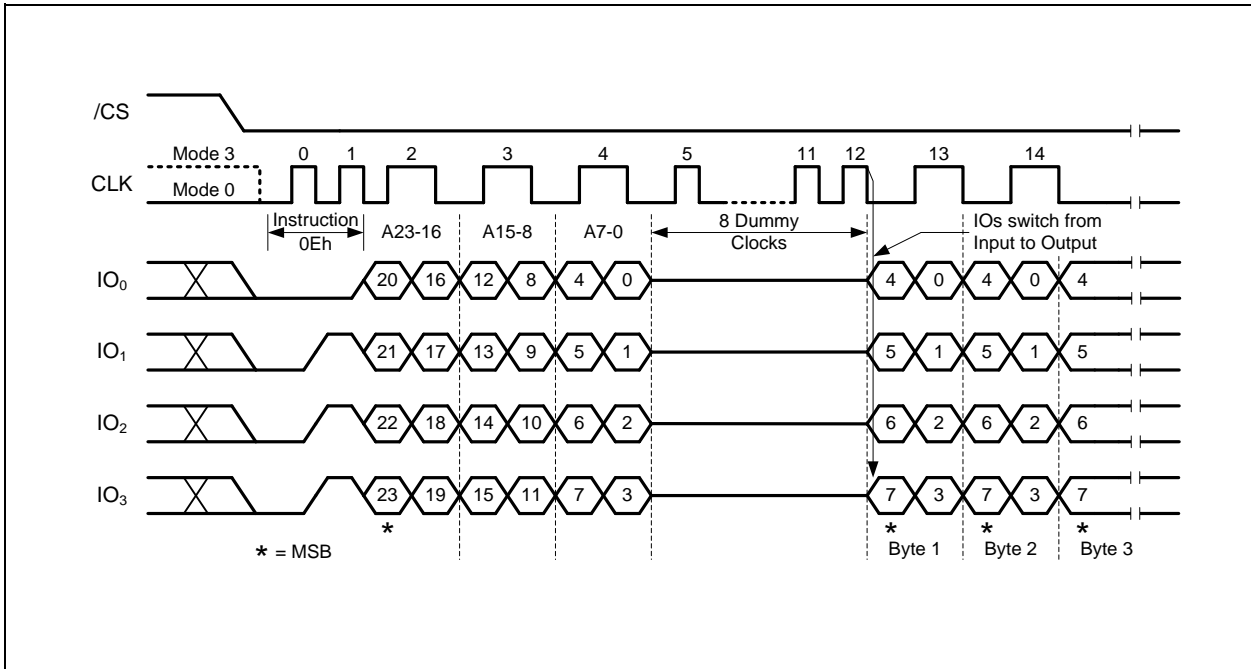 /CS
Mode 3 0 1 2 3 4 5 11 12 13 14
CLK Mode 0
Instruction
0Eh
A23-16 A15-8 A7-0
8 Dummy
Clocks
IOs switch from
Input to Output
IO₀ 20 16 12 8 4 0 4 0 4 0 4
IO₁ 21 17 13 9 5 1 5 1 5 1 5
IO₂ 22 18 14 10 6 2 6 2 6 2 6
IO₃ 23 19 15 11 7 3 7 3 7 3 7
* * * *
* = MSB
Byte 1 Byte 2 Byte 3